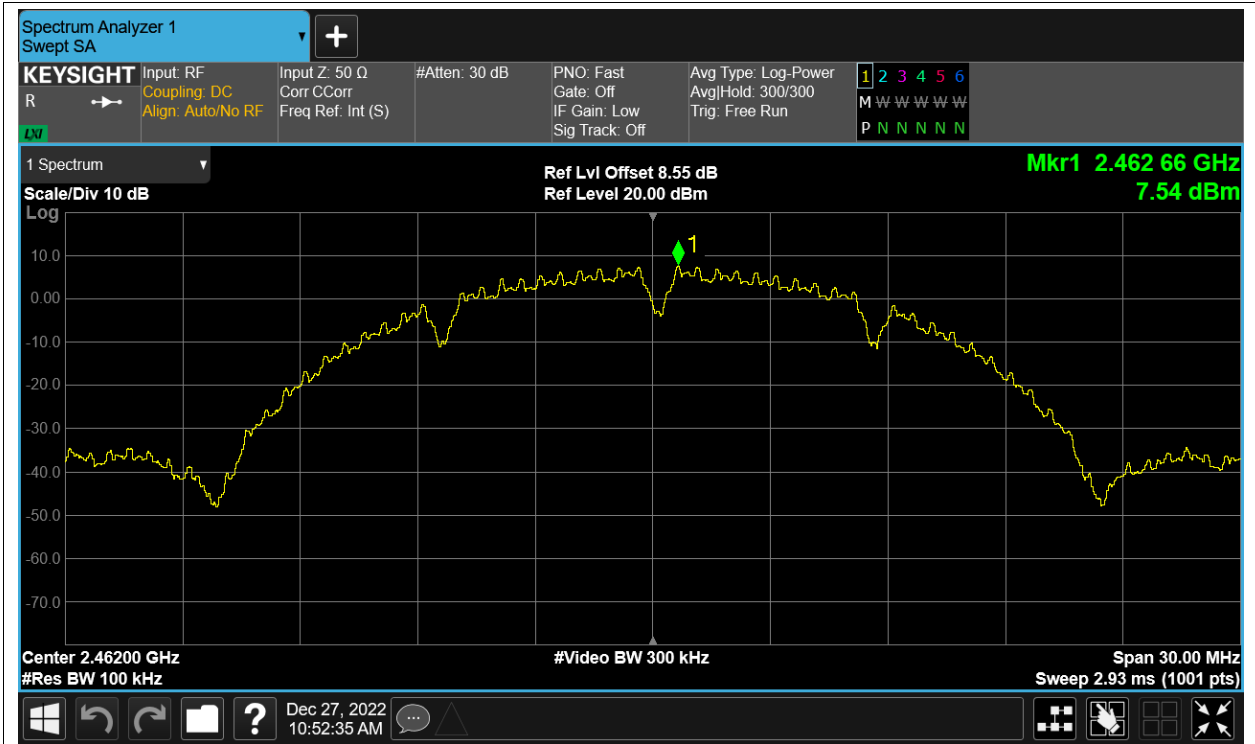 Spectrum Analyzer 1
Swept SA
KEYSIGHT
R
LXI
Input: RF
Coupling: DC
Align: Auto/No RF
Input Z: 50 Ω
Corr CCorr
Freq Ref: Int (S)
#Atten: 30 dB
PNO: Fast
Gate: Off
IF Gain: Low
Sig Track: Off
Avg Type: Log-Power
Avg|Hold: 300/300
Trig: Free Run
1 2 3 4 5 6
M W W W W W W
P N N N N N N
1 Spectrum
Scale/Div 10 dB
Log
Ref Lvl Offset 8.55 dB
Ref Level 20.00 dBm
Mkr1 2.462 66 GHz
7.54 dBm
1
10.0
0.00
-10.0
-20.0
-30.0
-40.0
-50.0
-60.0
-70.0
Center 2.46200 GHz
#Res BW 100 kHz
#Video BW 300 kHz
Span 30.00 MHz
Sweep 2.93 ms (1001 pts)
?
Dec 27, 2022
10:52:35 AM